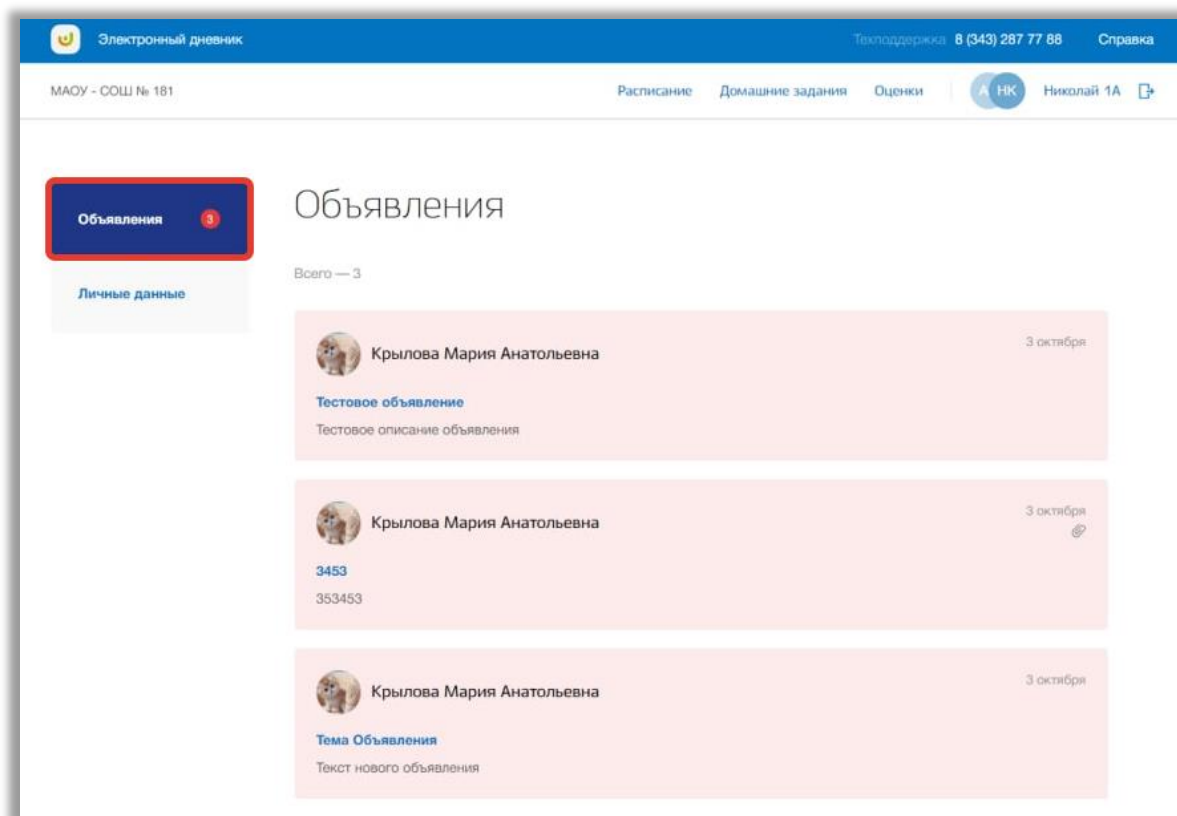 Электронный дневник Техподдержка 8 (343) 287 77 88 Справка
МАОУ - СОШ № 181 Расписание Домашние задания Оценки А НК Николай 1А
Объявления 3
Личные данные
Объявления
Всего — 3
Крылова Мария Анатольевна 3 октября
Тестовое объявление
Тестовое описание объявления
Крылова Мария Анатольевна 3 октября
3453
353453
Крылова Мария Анатольевна 3 октября
Тема Объявления
Текст нового объявления